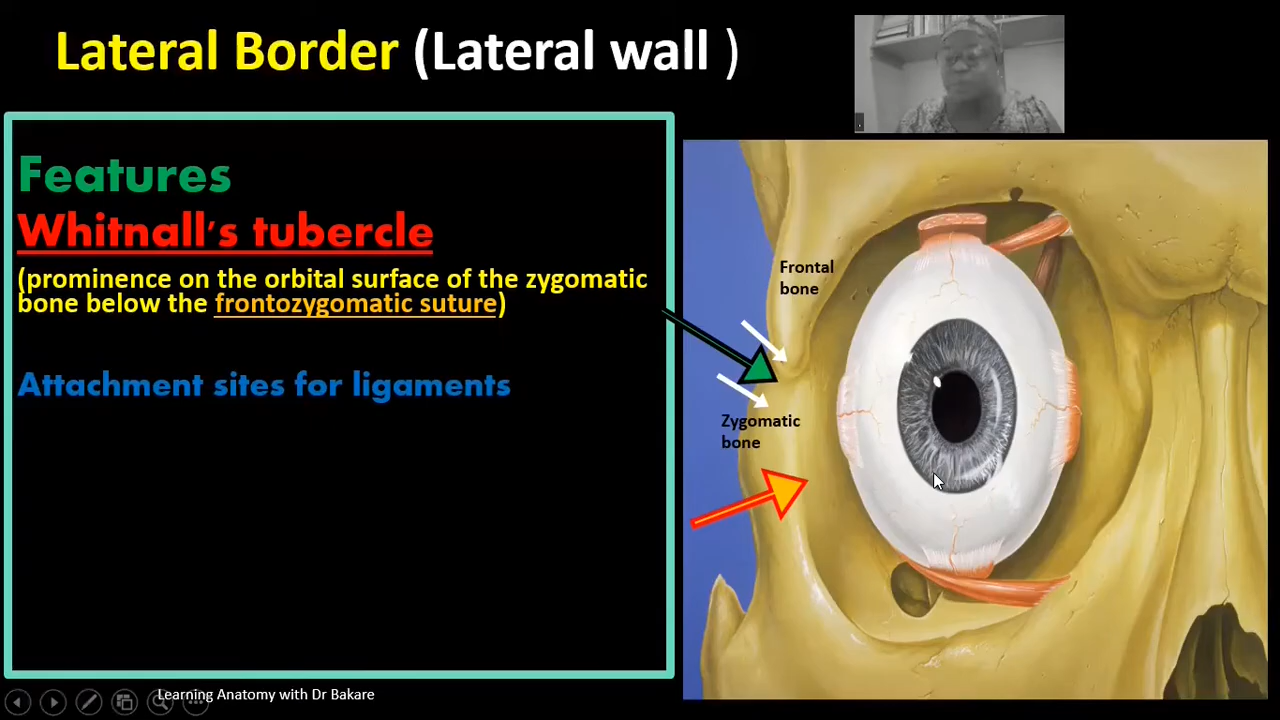 Lateral Border (Lateral wall )
Features
Whitnall's tubercle
(prominence on the orbital surface of the zygomatic
bone below the frontozygomatic suture)
Attachment sites for ligaments
Frontal
bone
Zygomatic
bone
Learning Anatomy with Dr Bakare